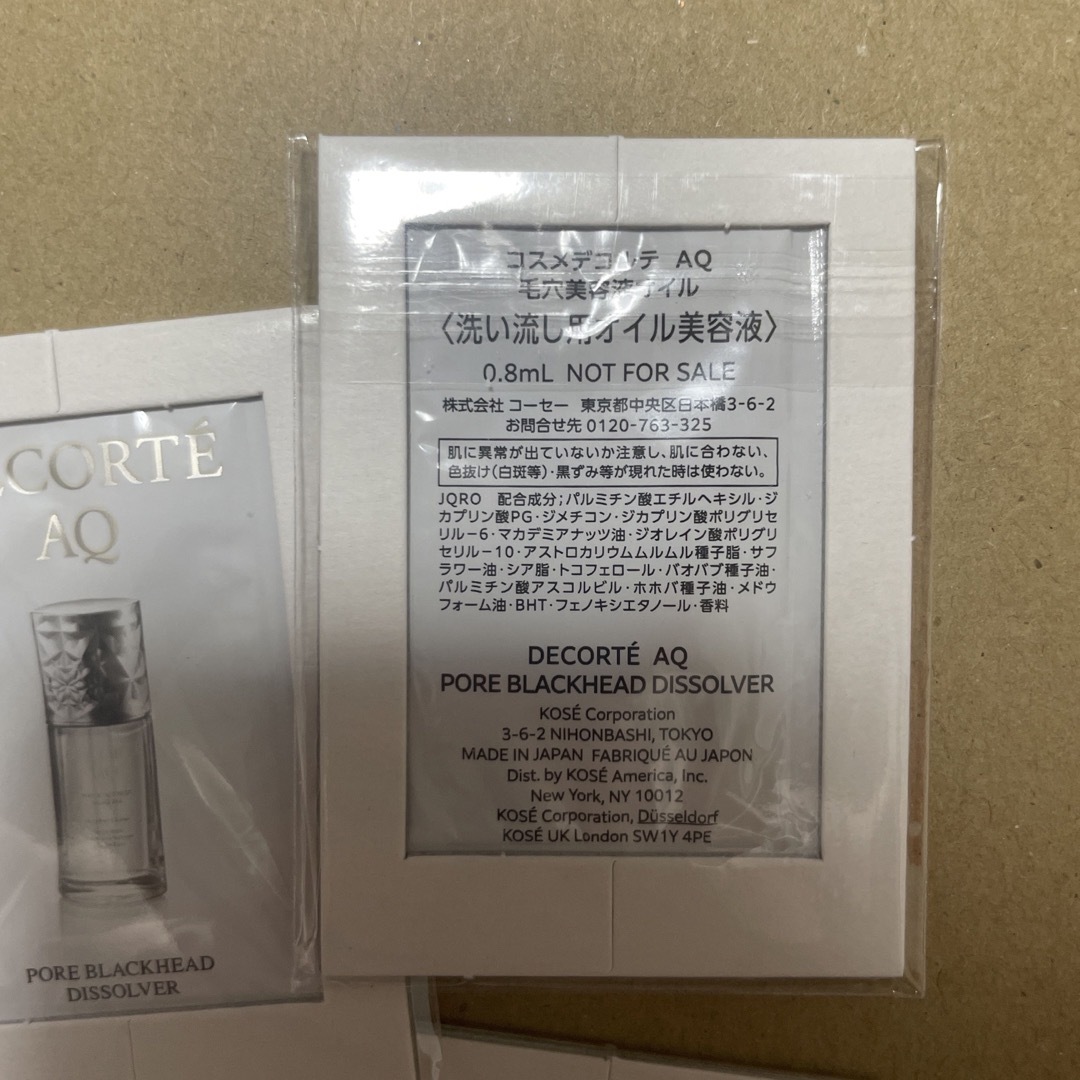 コスメデコルテ AQ
毛穴美容液オイル
〈洗い流し用オイル美容液〉
0.8mL NOT FOR SALE
株式会社 コーセー 東京都中央区日本橋3-6-2
お問合せ先 0120-763-325
肌に異常が出ていないか注意し、肌に合わない、
色抜け(白斑等)・黒ずみ等が現れた時は使わない。
JQRO 配合成分;パルミチン酸エチルヘキシル・ジ
カプリン酸PG・ジメチコン・ジカプリン酸ポリグリセ
リル-6・マカデミアナッツ油・ジオレイン酸ポリグリ
セリル-10・アストロカリウムムルムル種子脂・サフ
ラワー油・シア脂・トコフェロール・バオバブ種子油・
パルミチン酸アスコルビル・ホホバ種子油・メドウ
フォーム油・BHT・フェノキシエタノール・香料
DECORTÉ AQ
PORE BLACKHEAD DISSOLVER
KOSÉ Corporation
3-6-2 NIHONBASHI, TOKYO
MADE IN JAPAN FABRIQUÉ AU JAPON
Dist. by KOSÉ America, Inc.
New York, NY 10012
KOSÉ Corporation, Düsseldorf
KOSÉ UK London SW1Y 4PE
ECORTÉ
AQ
PORE BLACKHEAD
DISSOLVER